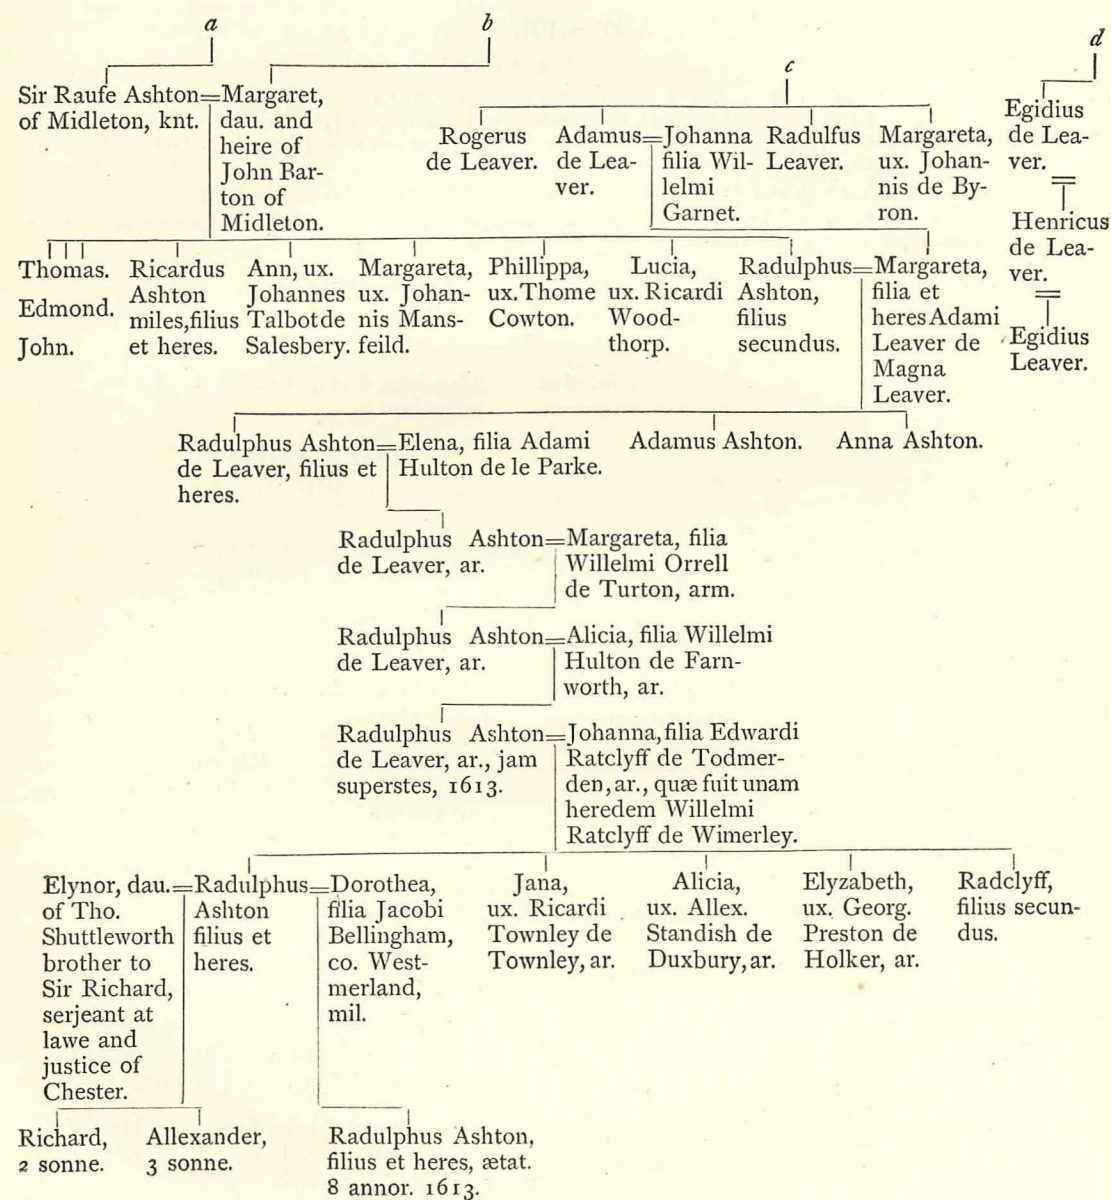 a
b
c
d
Sir Raufe Ashton=Margaret,
of Midleton, knt.
dau. and
heire of
John Bar-
ton of
Midleton.
Rogerus
de Leaver.
Adamus=Johanna
de Lea-
ver.
filia Wil-
lelmi
Garnet.
Radulfus
Leaver.
Margareta,
ux. Johan-
nis de By-
ron.
Egidius
de Lea-
ver.
=
Henricus
de Lea-
ver.
=
Egidius
Leaver.
Thomas.
Edmond.
John.
Ricardus
Ashton
miles, filius
et heres.
Ann, ux.
Johannes
Talbot de
Salesbery.
Margareta,
ux. Johan-
nis Mans-
feild.
Phillippa,
ux. Thome
Cowton.
Lucia,
ux. Ricardi
Wood-
thorp.
Radulphus=Margareta,
Ashton,
filius
secundus.
filia et
heres Adami
Leaver de
Magna
Leaver.
Radulphus Ashton=Elena, filia Adami
de Leaver, filius et
heres.
Hulton de le Parke.
Adamus Ashton.
Anna Ashton.
Radulphus Ashton=Margareta, filia
de Leaver, ar.
Willelmi Orrell
de Turton, arm.
Radulphus Ashton=Alicia, filia Willelmi
de Leaver, ar.
Hulton de Farn-
worth, ar.
Radulphus Ashton=Johanna, filia Edwardi
de Leaver, ar., jam
superstes, 1613.
Ratclyff de Todmer-
den, ar., quæ fuit unam
heredem Willelmi
Ratclyff de Wimerley.
Elynor, dau.=Radulphus=Dorothea,
of Tho.
Shuttleworth
brother to
Sir Richard,
serjeant at
lawe and
justice of
Chester.
Ashton
filius et
heres.
filia Jacobi
Bellingham,
co. West-
merland,
mil.
Jana,
ux. Ricardi
Townley de
Townley, ar.
Alicia,
ux. Allex.
Standish de
Duxbury, ar.
Elyzabeth,
ux. Georg.
Preston de
Holker, ar.
Radclyff,
filius secun-
dus.
Richard,
2 sonne.
Allexander,
3 sonne.
Radulphus Ashton,
filius et heres, ætat.
8 annor. 1613.